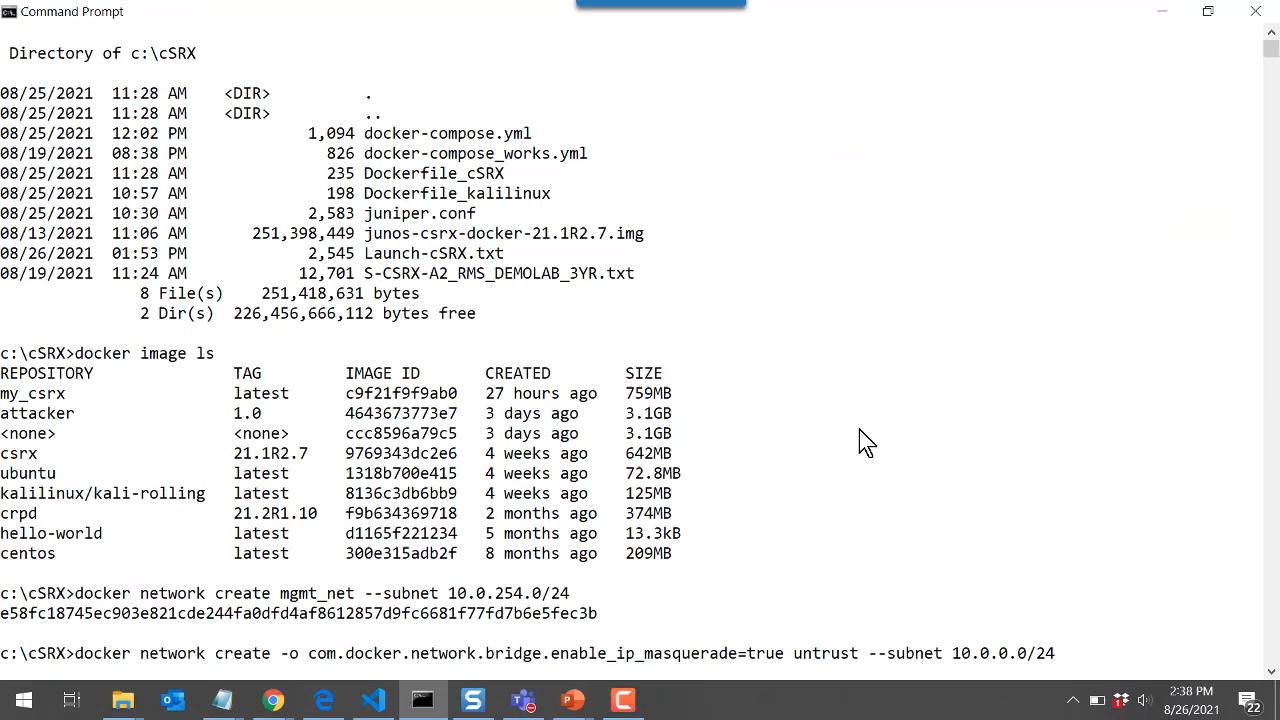 Command Prompt
Directory of c:\cSRX
08/25/2021  11:28 AM    <DIR>          .
08/25/2021  11:28 AM    <DIR>          ..
08/25/2021  12:02 PM             1,094 docker-compose.yml
08/19/2021  08:38 PM               826 docker-compose_works.yml
08/25/2021  11:28 AM               235 Dockerfile_cSRX
08/25/2021  10:57 AM               198 Dockerfile_kalilinux
08/25/2021  10:30 AM             2,583 juniper.conf
08/13/2021  11:06 AM       251,398,449 junos-csrx-docker-21.1R2.7.img
08/26/2021  01:53 PM             2,545 Launch-cSRX.txt
08/19/2021  11:24 AM            12,701 S-CSRX-A2_RMS_DEMOLAB_3YR.txt
8 File(s)    251,418,631 bytes
2 Dir(s)  226,456,666,112 bytes free
c:\cSRX>docker image ls
REPOSITORY               TAG         IMAGE ID       CREATED        SIZE
my_csrx                  latest      c9f21f9f9ab0   27 hours ago   759MB
attacker                 1.0         4643673773e7   3 days ago     3.1GB
<none>                   <none>      ccc8596a79c5   3 days ago     3.1GB
csrx                     21.1R2.7    9769343dc2e6   4 weeks ago    642MB
ubuntu                   latest      1318b700e415   4 weeks ago    72.8MB
kalilinux/kali-rolling   latest      8136c3db6bb9   4 weeks ago    125MB
crpd                     21.2R1.10   f9b634369718   2 months ago   374MB
hello-world              latest      d1165f221234   5 months ago   13.3kB
centos                   latest      300e315adb2f   8 months ago   209MB
c:\cSRX>docker network create mgmt_net --subnet 10.0.254.0/24
e58fc18745ec903e821cde244fa0dfd4af8612857d9fc6681f77fd7b6e5fec3b
c:\cSRX>docker network create -o com.docker.network.bridge.enable_ip_masquerade=true untrust --subnet 10.0.0.0/24
2:38 PM
8/26/2021
22